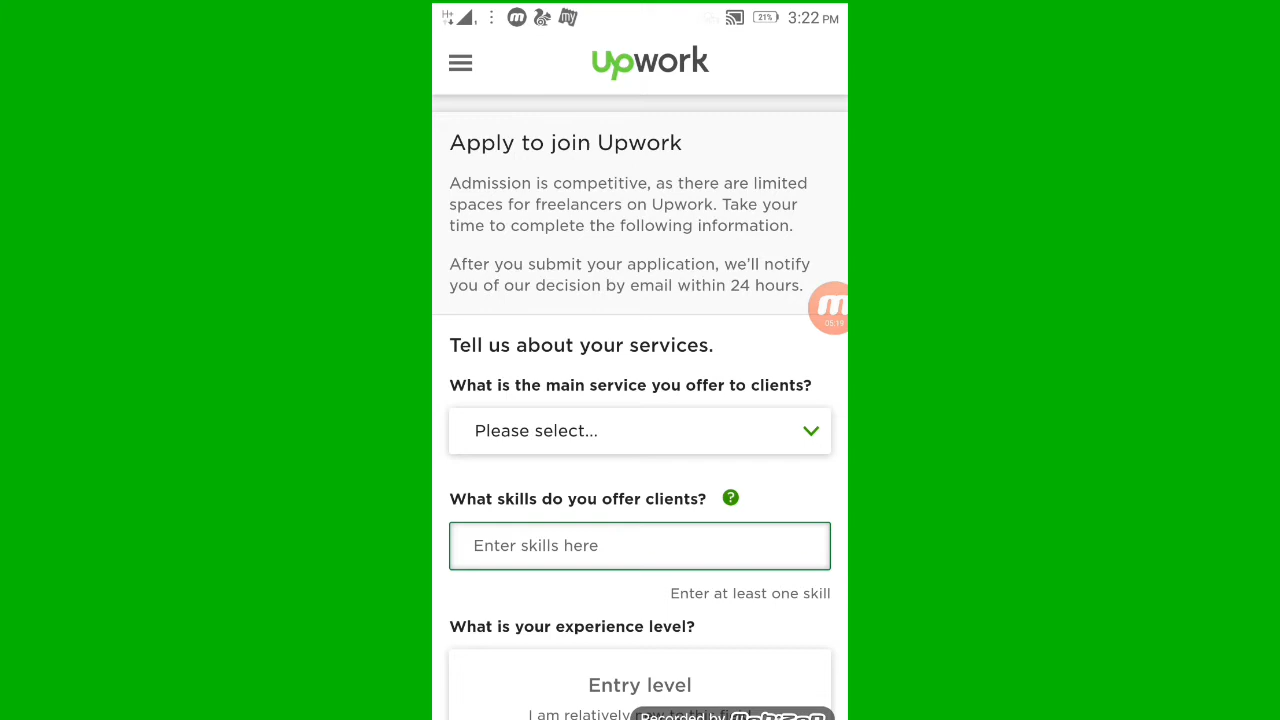 H+ 1 21% 3:22 PM
upwork
Apply to join Upwork
Admission is competitive, as there are limited
spaces for freelancers on Upwork. Take your
time to complete the following information.
After you submit your application, we'll notify
you of our decision by email within 24 hours.
05:19
Tell us about your services.
What is the main service you offer to clients?
Please select...
What skills do you offer clients? ?
Enter skills here
Enter at least one skill
What is your experience level?
Entry level
I am relatively
Recorded by